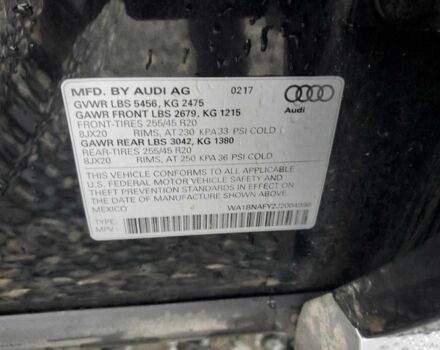 MFD. BY AUDI AG 0217
GVWR LBS 5456, KG 2475
GAWR FRONT LBS 2679, KG 1215
FRONT-TIRES 255/45 R20
8JX20 RIMS, AT 230 KPA 33 PSI COLD
GAWR REAR LBS 3042, KG 1380
REAR-TIRES 255/45 R20
8JX20 RIMS, AT 250 KPA 36 PSI COLD
Audi
THIS VEHICLE CONFORMS TO ALL APPLICABLE
U.S. FEDERAL MOTOR VEHICLE SAFETY AND
THEFT PREVENTION STANDARDS IN EFFECT ON
THE DATE OF MANUFACTURE SHOWN ABOVE.
MEXICO
TYPE:
MPV